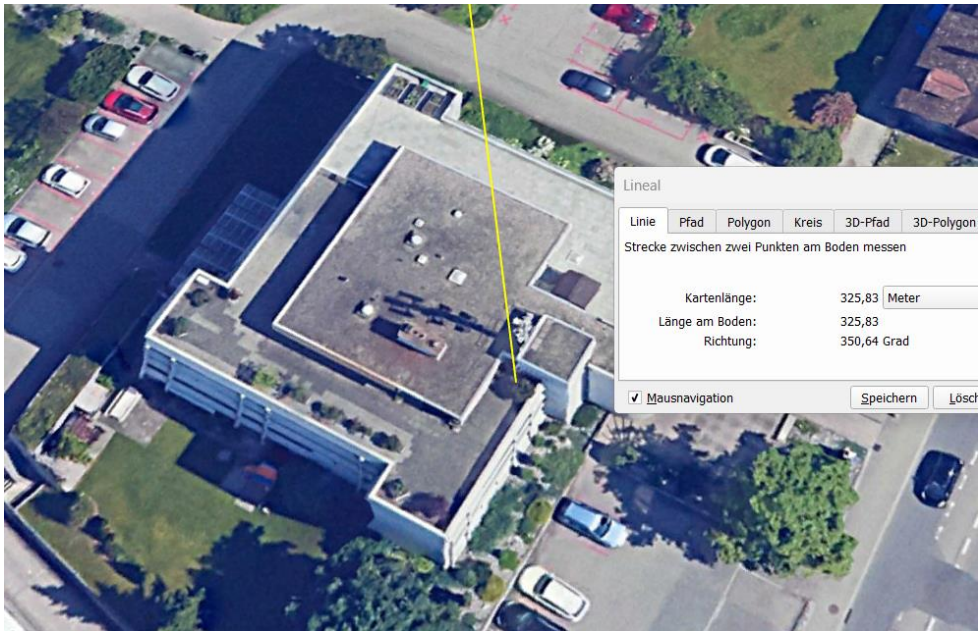 Lineal
Linie Pfad Polygon Kreis 3D-Pfad 3D-Polygon
Strecke zwischen zwei Punkten am Boden messen
Kartenlänge: 325,83 Meter
Länge am Boden: 325,83
Richtung: 350,64 Grad
Mausnavigation Speichern Lösch